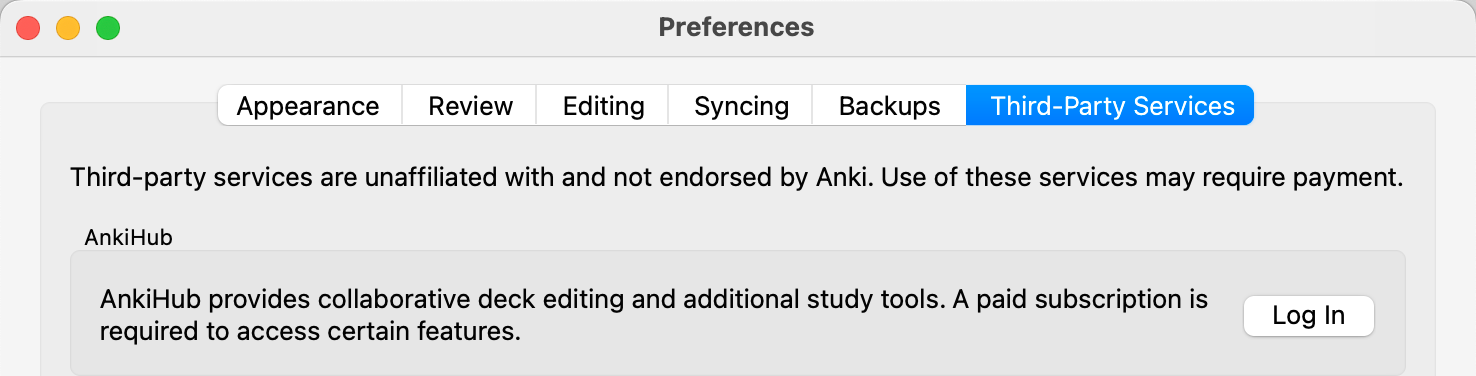 Preferences
Appearance Review Editing Syncing Backups Third-Party Services
Third-party services are unaffiliated with and not endorsed by Anki. Use of these services may require payment.
AnkiHub
AnkiHub provides collaborative deck editing and additional study tools. A paid subscription is
required to access certain features.
Log In